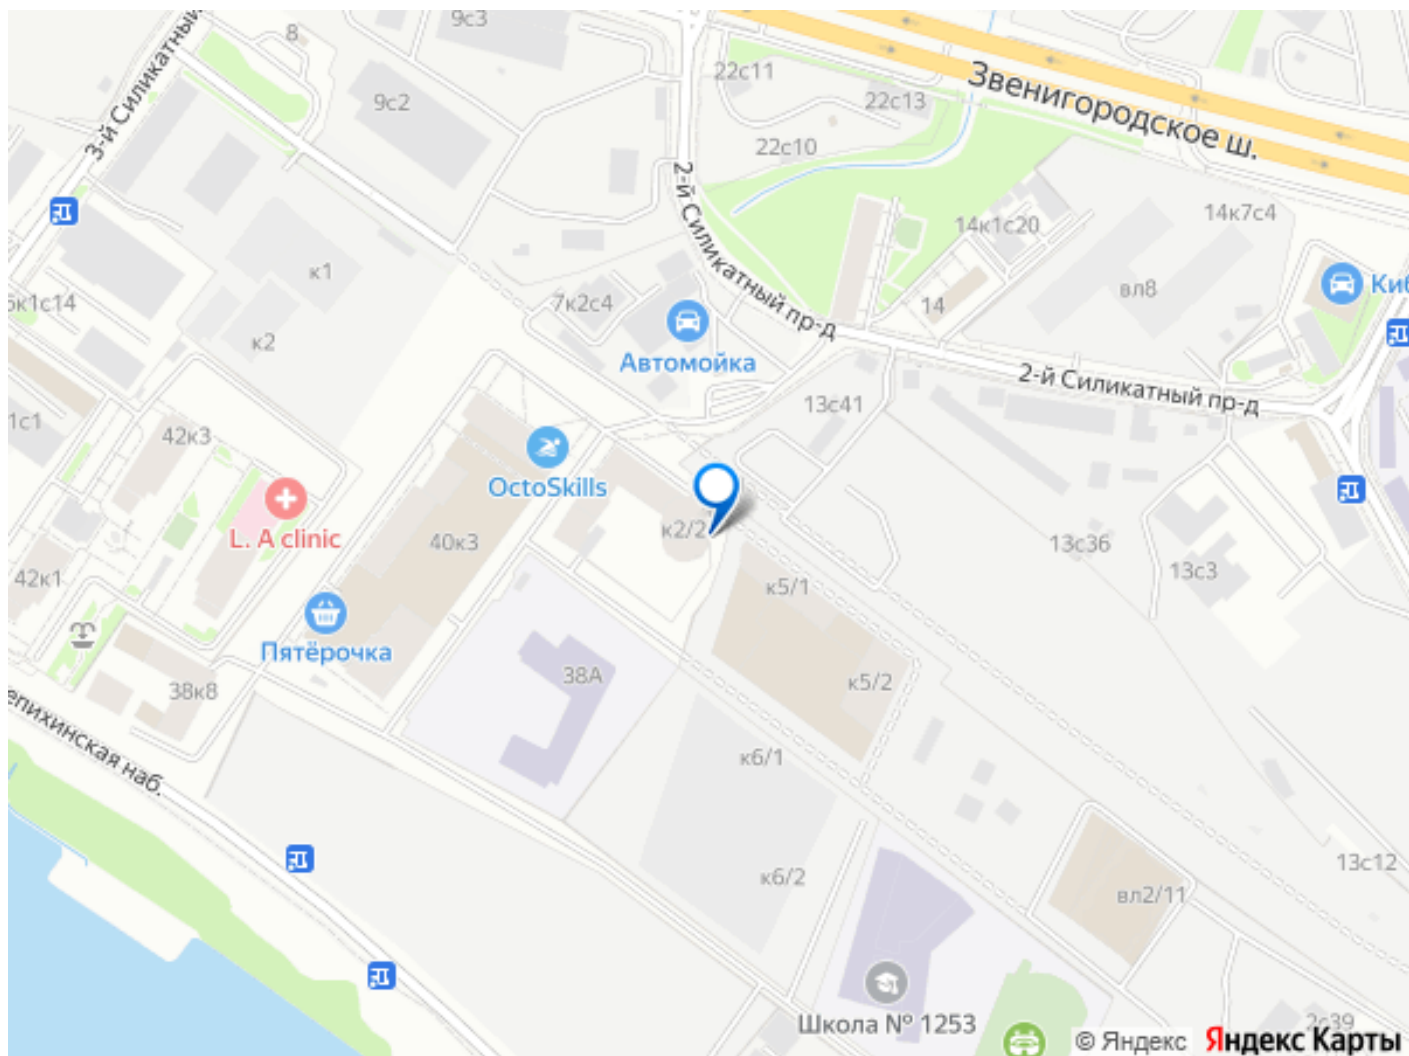 9с3
8
3-й Силикатный
9с2
22с11
22с13
Звенигородское ш.
22с10
2-й Силикатный пр-д
14к1с20
14к7с4
к1
7к2с4
14
вл8
Киб
6к1с14
к2
Автомойка
2-й Силикатный пр-д
13с41
1с1
42к3
OctoSkills
L. A clinic
40к3
к2/2
13с36
13с3
42к1
к5/1
Пятёрочка
38А
к5/2
38к8
епихинская наб.
к6/1
к6/2
13с12
вл2/11
Школа № 1253
2с39
© Яндекс
Яндекс Карты